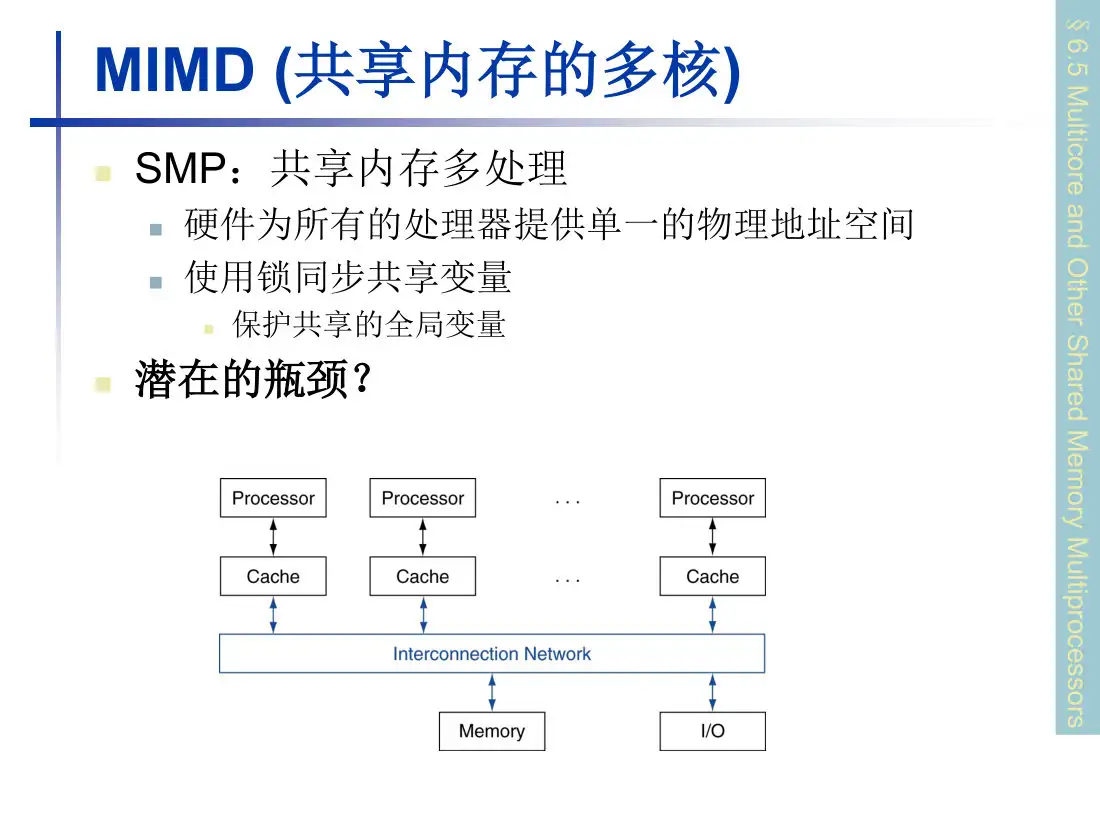 MIMD (共享内存的多核)
SMP：共享内存多处理
硬件为所有的处理器提供单一的物理地址空间
使用锁同步共享变量
保护共享的全局变量
潜在的瓶颈？
Processor Processor . . . Processor
Cache Cache . . . Cache
Interconnection Network
Memory I/O
§6.5 Multicore and Other Shared Memory Multiprocessors